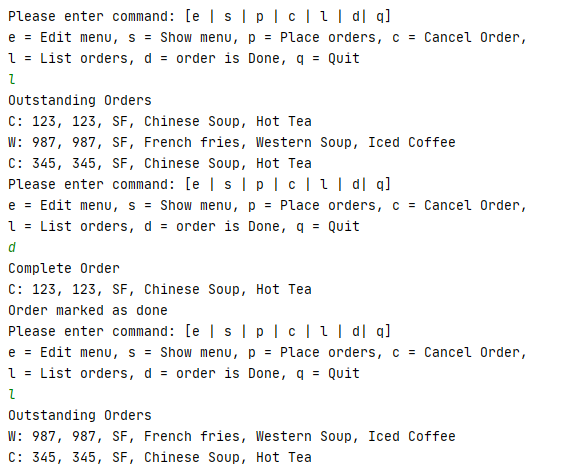 Please enter command: [e | s | p | c | l | d| q]
e = Edit menu, s = Show menu, p = Place orders, c = Cancel Order,
l = List orders, d = order is Done, q = Quit
l
Outstanding Orders
C: 123, 123, SF, Chinese Soup, Hot Tea
W: 987, 987, SF, French fries, Western Soup, Iced Coffee
C: 345, 345, SF, Chinese Soup, Hot Tea
Please enter command: [e | s | p | c | l | d| q]
e = Edit menu, s = Show menu, p = Place orders, c = Cancel Order,
l = List orders, d = order is Done, q = Quit
d
Complete Order
C: 123, 123, SF, Chinese Soup, Hot Tea
Order marked as done
Please enter command: [e | s | p | c | l | d| q]
e = Edit menu, s = Show menu, p = Place orders, c = Cancel Order,
l = List orders, d = order is Done, q = Quit
l
Outstanding Orders
W: 987, 987, SF, French fries, Western Soup, Iced Coffee
C: 345, 345, SF, Chinese Soup, Hot Tea